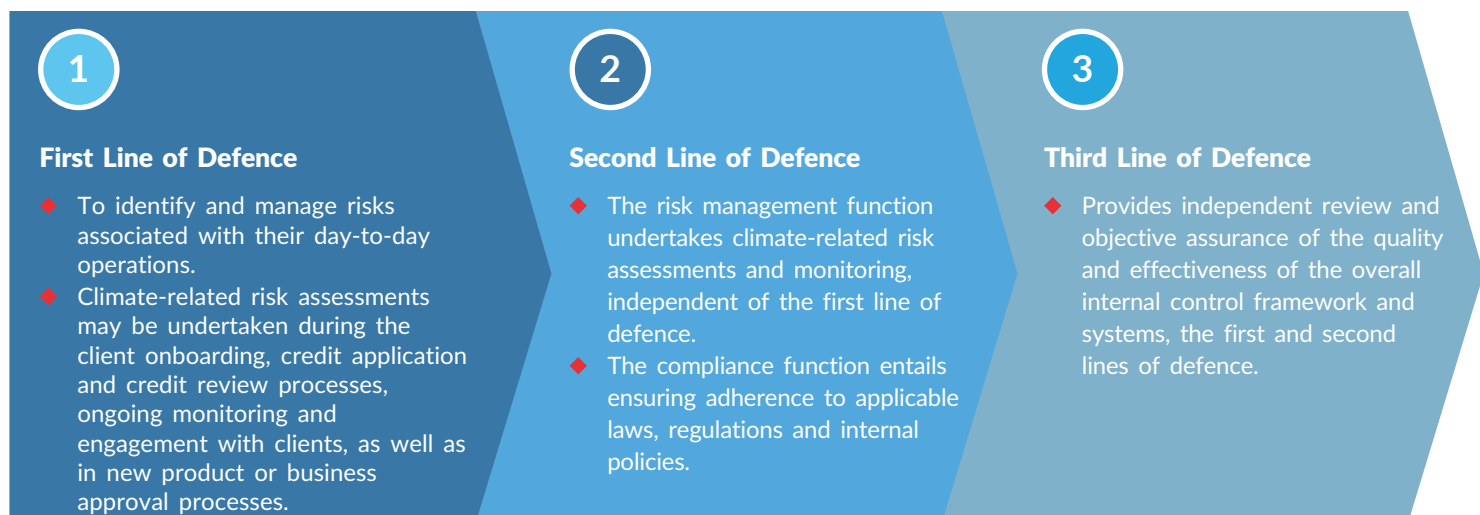 1
First Line of Defence
To identify and manage risks
associated with their day-to-day
operations.
Climate-related risk assessments
may be undertaken during the
client onboarding, credit application
and credit review processes,
ongoing monitoring and
engagement with clients, as well as
in new product or business
approval processes.
2
Second Line of Defence
The risk management function
undertakes climate-related risk
assessments and monitoring,
independent of the first line of
defence.
The compliance function entails
ensuring adherence to applicable
laws, regulations and internal
policies.
3
Third Line of Defence
Provides independent review and
objective assurance of the quality
and effectiveness of the overall
internal control framework and
systems, the first and second
lines of defence.